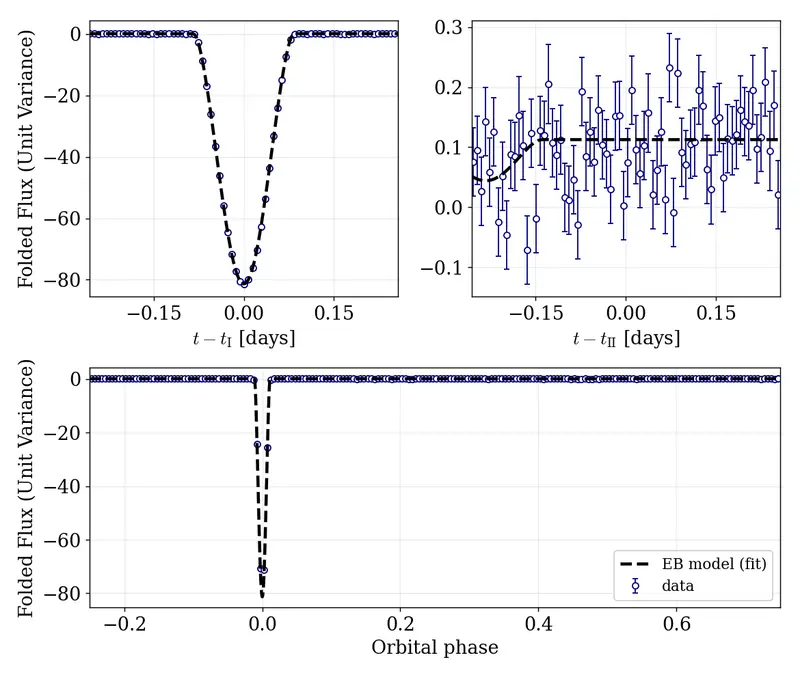 Folded Flux (Unit Variance)
0
−20
−40
−60
−80
−0.15 0.00 0.15
t − t_I [days]
0.3
0.2
0.1
0.0
−0.1
−0.15 0.00 0.15
t − t_II [days]
Folded Flux (Unit Variance)
0
−20
−40
−60
−80
−0.2 0.0 0.2 0.4 0.6
Orbital phase
EB model (fit)
data